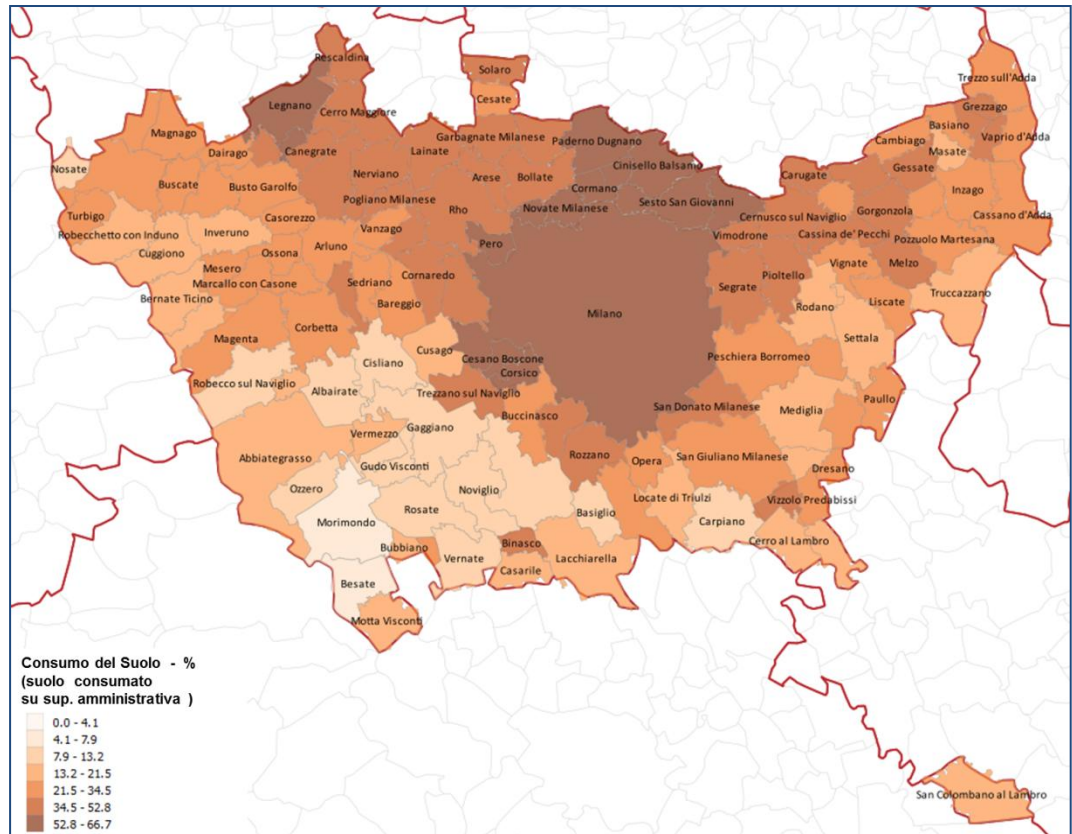 Rescaldina
Solaro
Trezzo sull'Adda
Legnano
Cesate
Cerro Maggiore
Grezzago
Magnago
Garbagnate Milanese
Paderno Dugnano
Basiano
Vaprio d'Adda
Cambiago
Dairago
Canegrate
Lainate
Masate
Nosate
Cinisello Balsamo
Gessate
Nerviano
Arese
Bollate
Carugate
Buscate
Busto Garolfo
Cormano
Inzago
Pogliano Milanese
Sesto San Giovanni
Rho
Novate Milanese
Gorgonzola
Turbigo
Casorezzo
Cernusco sul Naviglio
Cassano d'Adda
Vanzago
Robecchetto con Induno
Inveruno
Vimodrone
Cassina de' Pecchi
Arluno
Pero
Pozzuolo Martesana
Cuggiono
Ossona
Mesero
Vignate
Melzo
Cornaredo
Pioltello
Marcallo con Casone
Sedriano
Segrate
Truccazzano
Bernate Ticino
Bareggio
Rodano
Liscate
Milano
Corbetta
Magenta
Settala
Cusago
Cesano Boscone
Peschiera Borromeo
Cisliano
Corsico
Robecco sul Naviglio
Albairate
Trezzano sul Naviglio
Paullo
San Donato Milanese
Mediglia
Buccinasco
Gaggiano
Vermezzo
Rozzano
Abbiategrasso
San Giuliano Milanese
Opera
Gudo Visconti
Dresano
Ozzero
Noviglio
Locate di Triulzi
Vizzolo Predabissi
Rosate
Basiglio
Morimondo
Carpiano
Binasco
Cerro al Lambro
Bubbiano
Vernate
Lacchiarella
Casarile
Besate
Motta Visconti
Consumo del Suolo - %
(suolo consumato
su sup. amministrativa )
0.0 - 4.1
4.1 - 7.9
7.9 - 13.2
13.2 - 21.5
21.5 - 34.5
34.5 - 52.8
52.8 - 66.7
San Colombano al Lambro